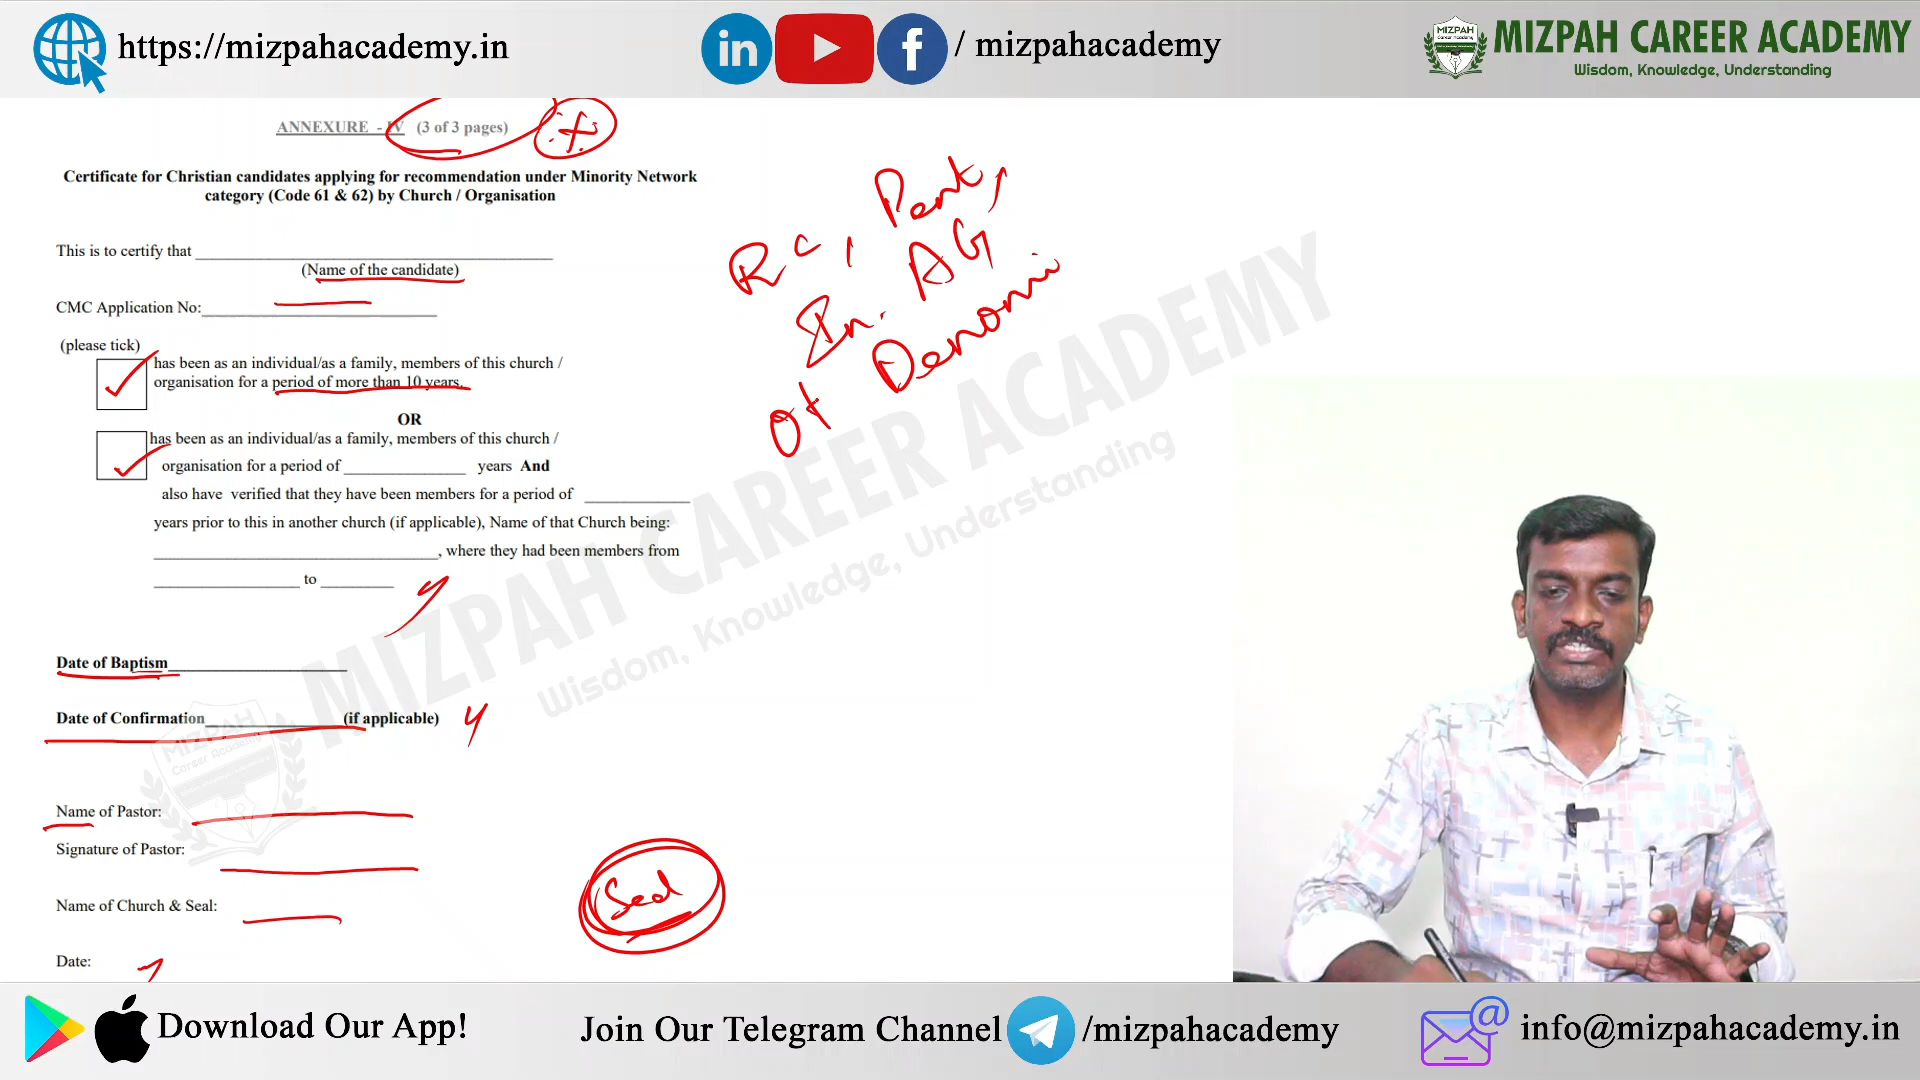 https://mizpahacademy.in
/ mizpahacademy
MIZPAH CAREER ACADEMY
Wisdom, Knowledge, Understanding
ANNEXURE - IV (3 of 3 pages)
Certificate for Christian candidates applying for recommendation under Minority Network
category (Code 61 & 62) by Church / Organisation
This is to certify that
(Name of the candidate)
CMC Application No:
(please tick)
has been as an individual/as a family, members of this church /
organisation for a period of more than 10 years.
OR
has been as an individual/as a family, members of this church /
organisation for a period of years And
also have verified that they have been members for a period of
years prior to this in another church (if applicable), Name of that Church being:
, where they had been members from
to
Date of Baptism
Date of Confirmation (if applicable)
Name of Pastor:
Signature of Pastor:
Name of Church & Seal:
Date:
RC, Pent,
AG
Denomi
Seal
MIZPAH CAREER ACADEMY
Wisdom, Knowledge, Understanding
MIZPAH
Career Academy
Download Our App!
Join Our Telegram Channel /mizpahacademy
info@mizpahacademy.in